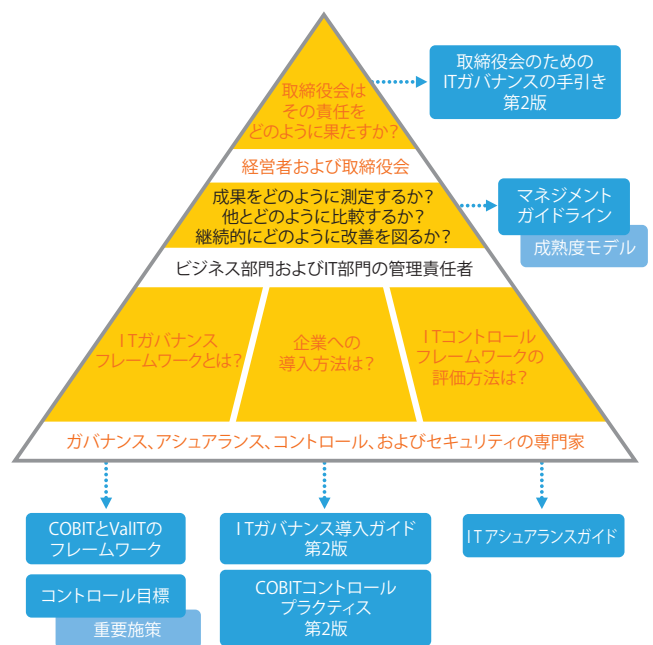 取締役会は
その責任を
どのように果たすか?
取締役会のための
ITガバナンスの手引き
第2版
経営者および取締役会
成果をどのように測定するか?
他とどのように比較するか?
継続的にどのように改善を図るか?
マネジメント
ガイドライン
成熟度モデル
ビジネス部門およびIT部門の管理責任者
ITガバナンス
フレームワークとは?
企業への
導入方法は?
ITコントロール
フレームワークの
評価方法は?
ガバナンス、アシュアランス、コントロール、およびセキュリティの専門家
COBITとValITの
フレームワーク
コントロール目標
重要施策
ITガバナンス導入ガイド
第2版
COBITコントロール
プラクティス
第2版
ITアシュアランスガイド